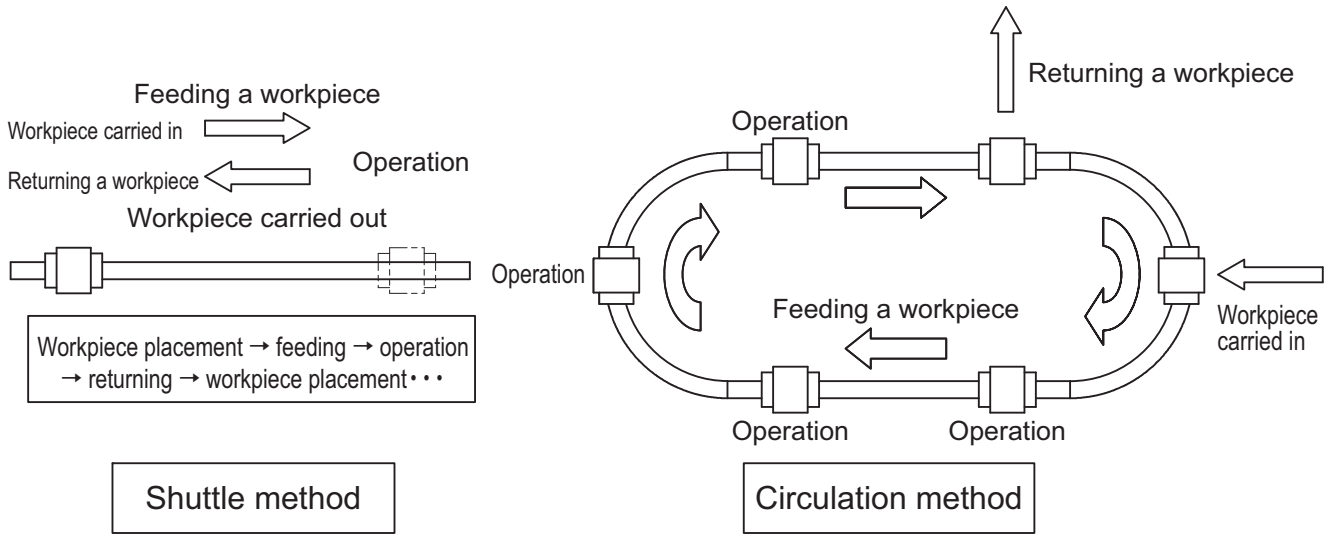 Feeding a workpiece
Workpiece carried in
Operation
Returning a workpiece
Workpiece carried out
Workpiece placement → feeding → operation
→ returning → workpiece placement・・・
Shuttle method
Returning a workpiece
Operation
Operation
Feeding a workpiece
Workpiece
carried in
Operation
Operation
Circulation method